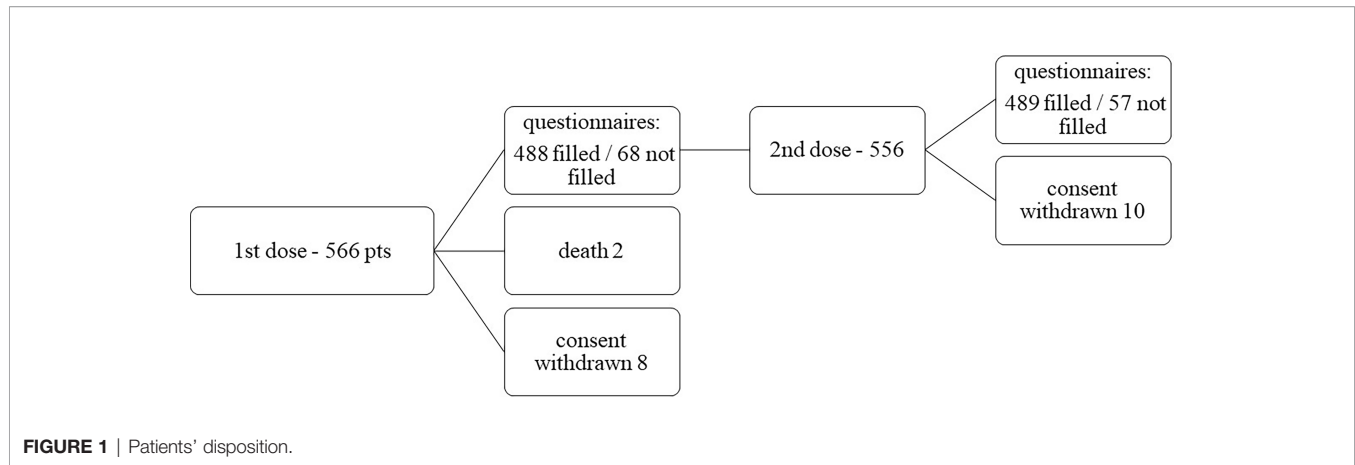 1st dose - 566 pts
questionnaires:
488 filled / 68 not
filled
death 2
consent
withdrawn 8
2nd dose - 556
questionnaires:
489 filled / 57 not
filled
consent
withdrawn 10
FIGURE 1 | Patients’ disposition.